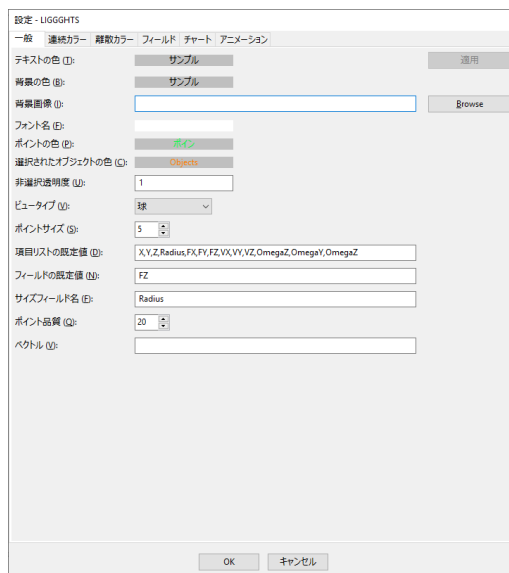 設定 - LIGGGHTS
一般 連続カラー 離散カラー フィールド チャート アニメーション
テキストの色 (T): サンプル 適用
背景の色 (B): サンプル
背景画像 (I): Browse
フォント名 (F):
ポイントの色 (P): ポイン
選択されたオブジェクトの色 (C): Objects
非選択透明度 (U): 1
ビュータイプ (V): 球
ポイントサイズ (S): 5
項目リストの既定値 (D): X,Y,Z,Radius,FX,FY,FZ,VX,VY,VZ,OmegaZ,OmegaY,OmegaZ
フィールドの既定値 (N): FZ
サイズフィールド名 (F): Radius
ポイント品質 (Q): 20
ベクトル (V):
OK キャンセル